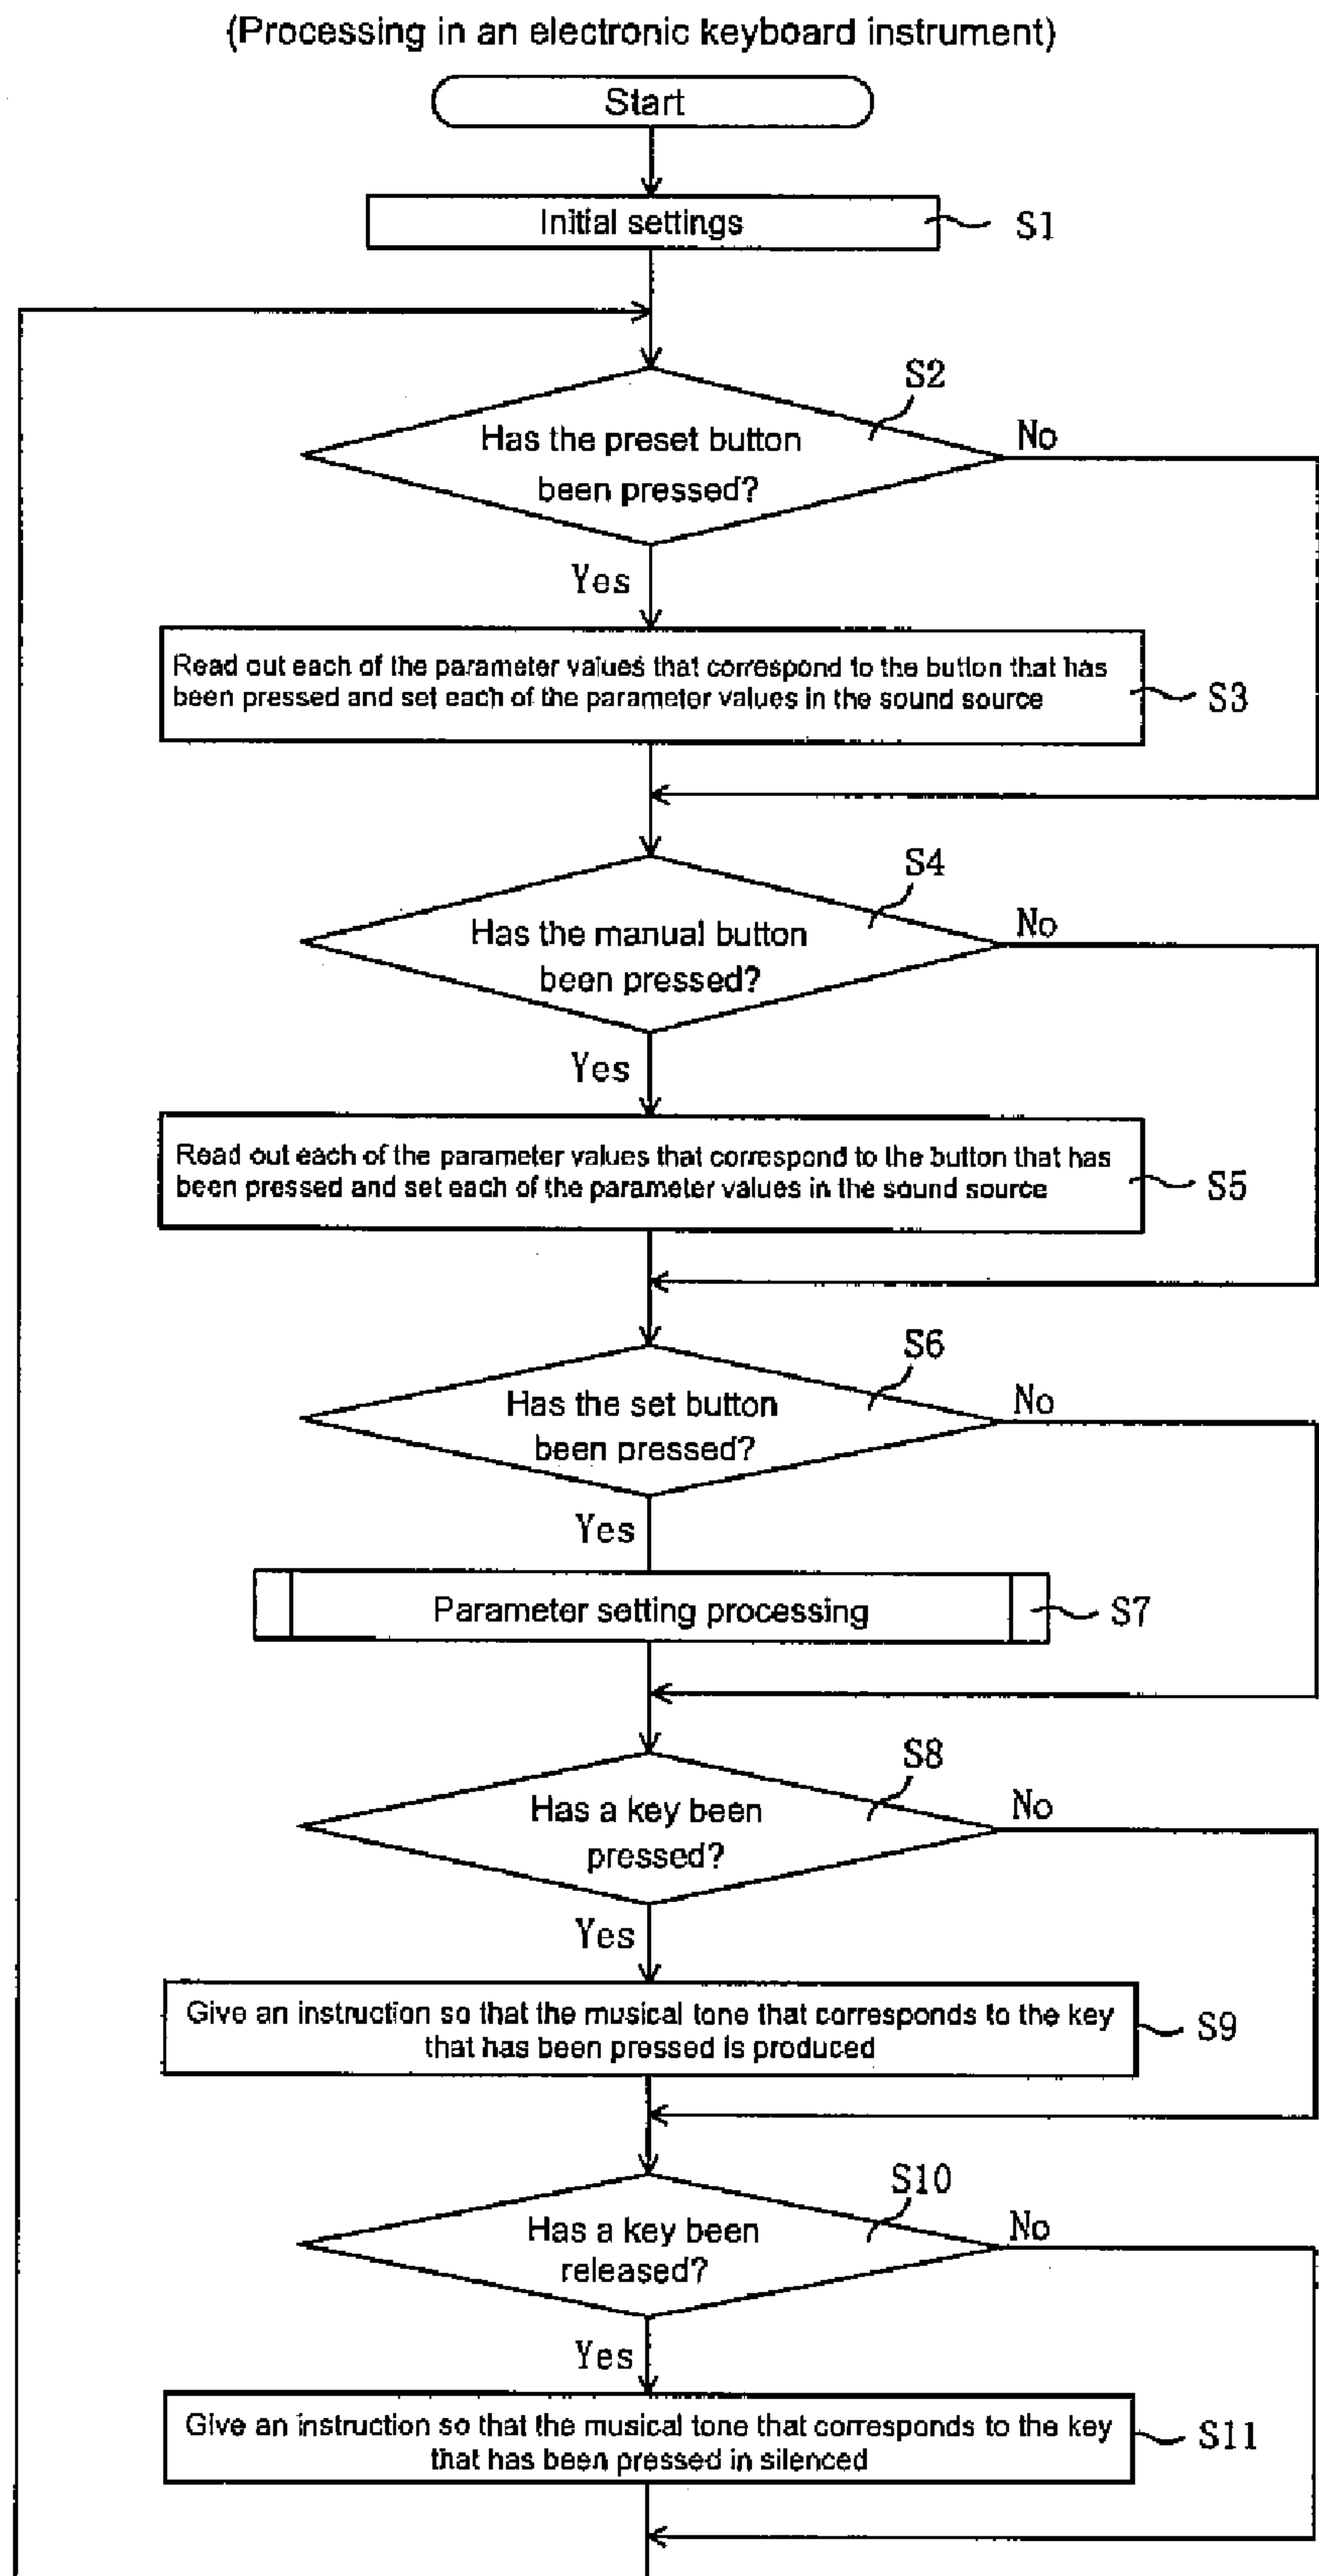 (Processing in an electronic keyboard instrument)
Start
Initial settings
S1
S2
Has the preset button
been pressed?
No
Yes
Read out each of the parameter values that correspond to the button that has
been pressed and set each of the parameter values in the sound source
S3
S4
Has the manual button
been pressed?
No
Yes
Read out each of the parameter values that correspond to the button that has
been pressed and set each of the parameter values in the sound source
S5
S6
Has the set button
been pressed?
No
Yes
Parameter setting processing
S7
S8
Has a key been
pressed?
No
Yes
Give an instruction so that the musical tone that corresponds to the key
that has been pressed is produced
S9
S10
Has a key been
released?
No
Yes
Give an instruction so that the musical tone that corresponds to the key
that has been pressed in silenced
S11